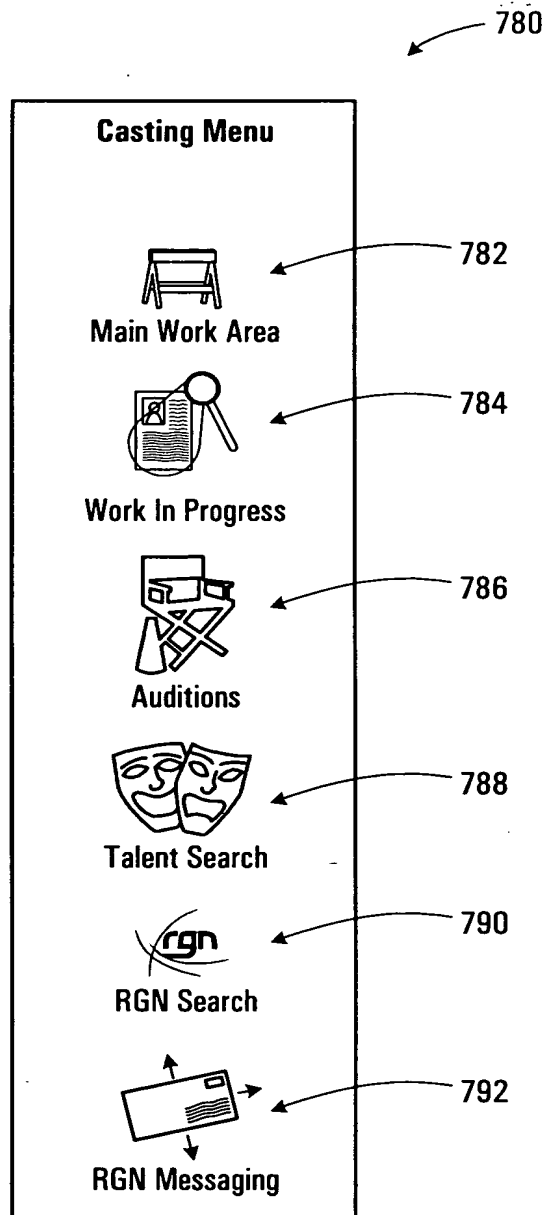 780
Casting Menu
782
Main Work Area
784
Work In Progress
786
Auditions
788
Talent Search
rgn
790
RGN Search
792
RGN Messaging